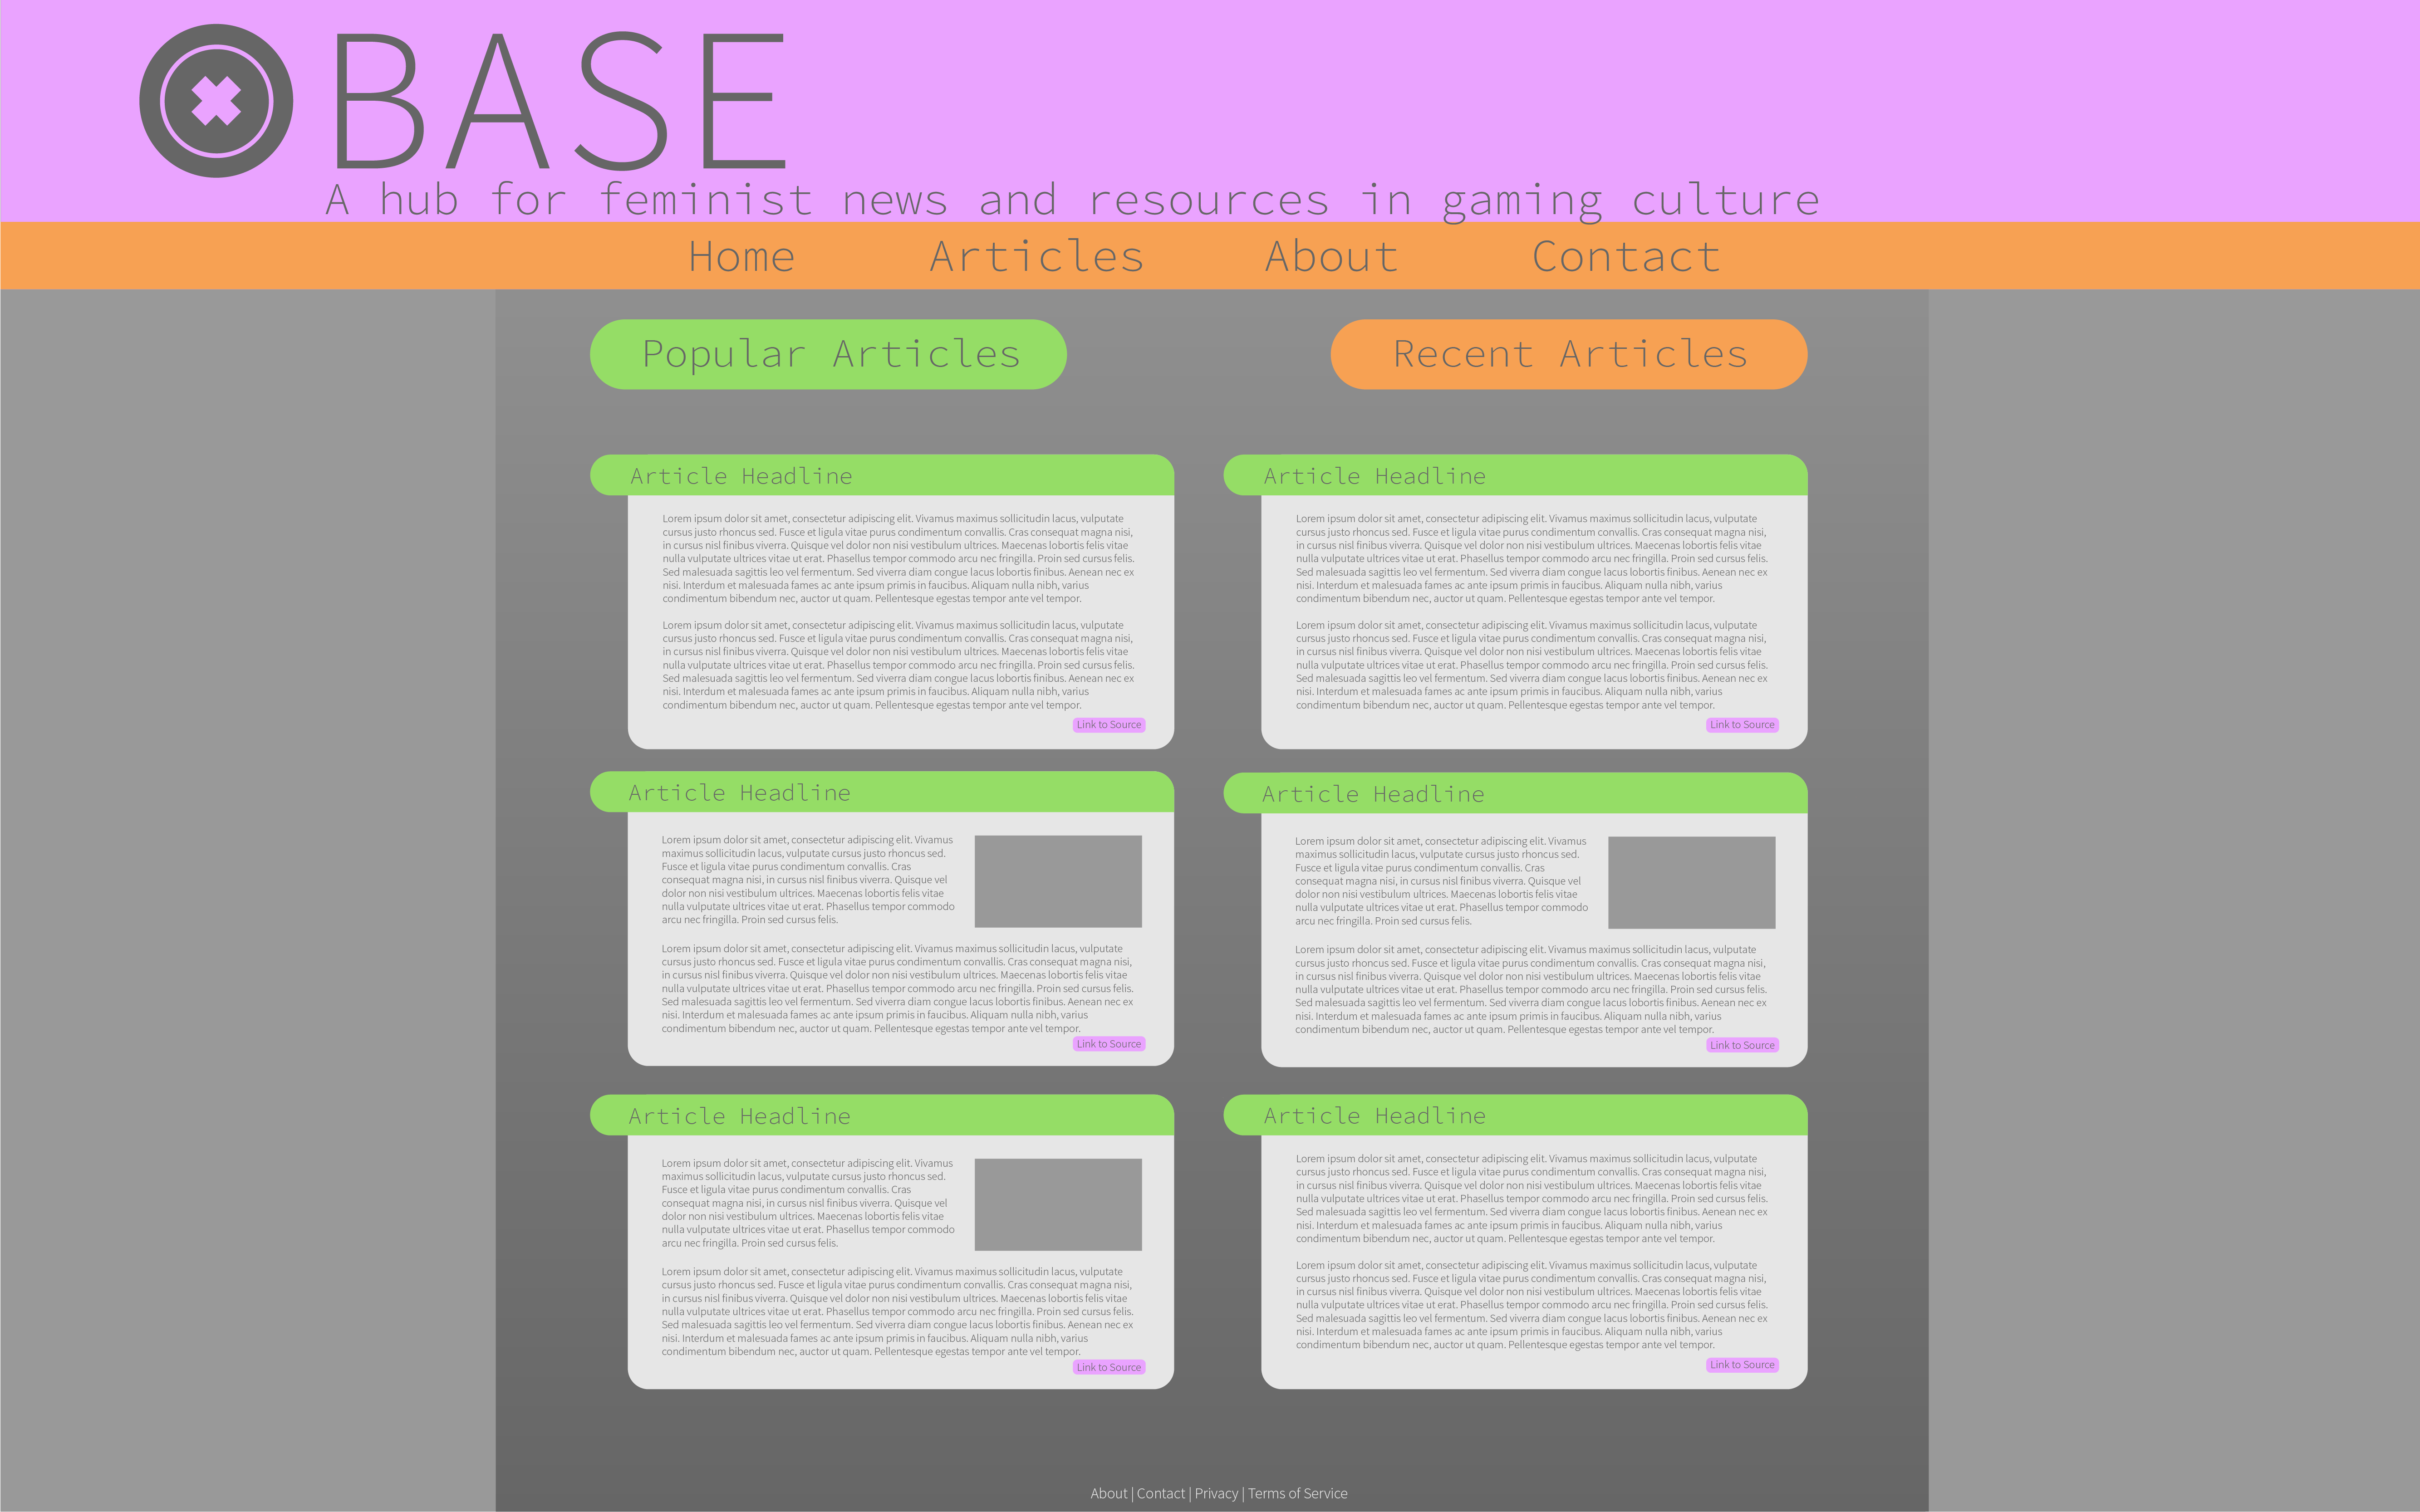 BASE
A hub for feminist news and resources in gaming culture
Home Articles About Contact
Popular Articles
Recent Articles
Article Headline
Lorem ipsum dolor sit amet, consectetur adipiscing elit. Vivamus maximus sollicitudin lacus, vulputate
cursus justo rhoncus sed. Fusce et ligula vitae purus condimentum convallis. Cras consequat magna nisi,
in cursus nisl finibus viverra. Quisque vel dolor non nisi vestibulum ultrices. Maecenas lobortis felis vitae
nulla vulputate ultrices vitae ut erat. Phasellus tempor commodo arcu nec fringilla. Proin sed cursus felis.
Sed malesuada sagittis leo vel fermentum. Sed viverra diam congue lacus lobortis finibus. Aenean nec ex
nisi. Interdum et malesuada fames ac ante ipsum primis in faucibus. Aliquam nulla nibh, varius
condimentum bibendum nec, auctor ut quam. Pellentesque egestas tempor ante vel tempor.
Lorem ipsum dolor sit amet, consectetur adipiscing elit. Vivamus maximus sollicitudin lacus, vulputate
cursus justo rhoncus sed. Fusce et ligula vitae purus condimentum convallis. Cras consequat magna nisi,
in cursus nisl finibus viverra. Quisque vel dolor non nisi vestibulum ultrices. Maecenas lobortis felis vitae
nulla vulputate ultrices vitae ut erat. Phasellus tempor commodo arcu nec fringilla. Proin sed cursus felis.
Sed malesuada sagittis leo vel fermentum. Sed viverra diam congue lacus lobortis finibus. Aenean nec ex
nisi. Interdum et malesuada fames ac ante ipsum primis in faucibus. Aliquam nulla nibh, varius
condimentum bibendum nec, auctor ut quam. Pellentesque egestas tempor ante vel tempor.
Link to Source
Article Headline
Lorem ipsum dolor sit amet, consectetur adipiscing elit. Vivamus maximus sollicitudin lacus, vulputate
cursus justo rhoncus sed. Fusce et ligula vitae purus condimentum convallis. Cras consequat magna nisi,
in cursus nisl finibus viverra. Quisque vel dolor non nisi vestibulum ultrices. Maecenas lobortis felis vitae
nulla vulputate ultrices vitae ut erat. Phasellus tempor commodo arcu nec fringilla. Proin sed cursus felis.
Sed malesuada sagittis leo vel fermentum. Sed viverra diam congue lacus lobortis finibus. Aenean nec ex
nisi. Interdum et malesuada fames ac ante ipsum primis in faucibus. Aliquam nulla nibh, varius
condimentum bibendum nec, auctor ut quam. Pellentesque egestas tempor ante vel tempor.
Lorem ipsum dolor sit amet, consectetur adipiscing elit. Vivamus maximus sollicitudin lacus, vulputate
cursus justo rhoncus sed. Fusce et ligula vitae purus condimentum convallis. Cras consequat magna nisi,
in cursus nisl finibus viverra. Quisque vel dolor non nisi vestibulum ultrices. Maecenas lobortis felis vitae
nulla vulputate ultrices vitae ut erat. Phasellus tempor commodo arcu nec fringilla. Proin sed cursus felis.
Sed malesuada sagittis leo vel fermentum. Sed viverra diam congue lacus lobortis finibus. Aenean nec ex
nisi. Interdum et malesuada fames ac ante ipsum primis in faucibus. Aliquam nulla nibh, varius
condimentum bibendum nec, auctor ut quam. Pellentesque egestas tempor ante vel tempor.
Link to Source
Article Headline
Lorem ipsum dolor sit amet, consectetur adipiscing elit. Vivamus
maximus sollicitudin lacus, vulputate cursus justo rhoncus sed.
Fusce et ligula vitae purus condimentum convallis. Cras
consequat magna nisi, in cursus nisl finibus viverra. Quisque vel
dolor non nisi vestibulum ultrices. Maecenas lobortis felis vitae
nulla vulputate ultrices vitae ut erat. Phasellus tempor commodo
arcu nec fringilla. Proin sed cursus felis.
Lorem ipsum dolor sit amet, consectetur adipiscing elit. Vivamus maximus sollicitudin lacus, vulputate
cursus justo rhoncus sed. Fusce et ligula vitae purus condimentum convallis. Cras consequat magna nisi,
in cursus nisl finibus viverra. Quisque vel dolor non nisi vestibulum ultrices. Maecenas lobortis felis vitae
nulla vulputate ultrices vitae ut erat. Phasellus tempor commodo arcu nec fringilla. Proin sed cursus felis.
Sed malesuada sagittis leo vel fermentum. Sed viverra diam congue lacus lobortis finibus. Aenean nec ex
nisi. Interdum et malesuada fames ac ante ipsum primis in faucibus. Aliquam nulla nibh, varius
condimentum bibendum nec, auctor ut quam. Pellentesque egestas tempor ante vel tempor.
Link to Source
Article Headline
Lorem ipsum dolor sit amet, consectetur adipiscing elit. Vivamus
maximus sollicitudin lacus, vulputate cursus justo rhoncus sed.
Fusce et ligula vitae purus condimentum convallis. Cras
consequat magna nisi, in cursus nisl finibus viverra. Quisque vel
dolor non nisi vestibulum ultrices. Maecenas lobortis felis vitae
nulla vulputate ultrices vitae ut erat. Phasellus tempor commodo
arcu nec fringilla. Proin sed cursus felis.
Lorem ipsum dolor sit amet, consectetur adipiscing elit. Vivamus maximus sollicitudin lacus, vulputate
cursus justo rhoncus sed. Fusce et ligula vitae purus condimentum convallis. Cras consequat magna nisi,
in cursus nisl finibus viverra. Quisque vel dolor non nisi vestibulum ultrices. Maecenas lobortis felis vitae
nulla vulputate ultrices vitae ut erat. Phasellus tempor commodo arcu nec fringilla. Proin sed cursus felis.
Sed malesuada sagittis leo vel fermentum. Sed viverra diam congue lacus lobortis finibus. Aenean nec ex
nisi. Interdum et malesuada fames ac ante ipsum primis in faucibus. Aliquam nulla nibh, varius
condimentum bibendum nec, auctor ut quam. Pellentesque egestas tempor ante vel tempor.
Link to Source
Article Headline
Lorem ipsum dolor sit amet, consectetur adipiscing elit. Vivamus
maximus sollicitudin lacus, vulputate cursus justo rhoncus sed.
Fusce et ligula vitae purus condimentum convallis. Cras
consequat magna nisi, in cursus nisl finibus viverra. Quisque vel
dolor non nisi vestibulum ultrices. Maecenas lobortis felis vitae
nulla vulputate ultrices vitae ut erat. Phasellus tempor commodo
arcu nec fringilla. Proin sed cursus felis.
Lorem ipsum dolor sit amet, consectetur adipiscing elit. Vivamus maximus sollicitudin lacus, vulputate
cursus justo rhoncus sed. Fusce et ligula vitae purus condimentum convallis. Cras consequat magna nisi,
in cursus nisl finibus viverra. Quisque vel dolor non nisi vestibulum ultrices. Maecenas lobortis felis vitae
nulla vulputate ultrices vitae ut erat. Phasellus tempor commodo arcu nec fringilla. Proin sed cursus felis.
Sed malesuada sagittis leo vel fermentum. Sed viverra diam congue lacus lobortis finibus. Aenean nec ex
nisi. Interdum et malesuada fames ac ante ipsum primis in faucibus. Aliquam nulla nibh, varius
condimentum bibendum nec, auctor ut quam. Pellentesque egestas tempor ante vel tempor.
Link to Source
Article Headline
Lorem ipsum dolor sit amet, consectetur adipiscing elit. Vivamus maximus sollicitudin lacus, vulputate
cursus justo rhoncus sed. Fusce et ligula vitae purus condimentum convallis. Cras consequat magna nisi,
in cursus nisl finibus viverra. Quisque vel dolor non nisi vestibulum ultrices. Maecenas lobortis felis vitae
nulla vulputate ultrices vitae ut erat. Phasellus tempor commodo arcu nec fringilla. Proin sed cursus felis.
Sed malesuada sagittis leo vel fermentum. Sed viverra diam congue lacus lobortis finibus. Aenean nec ex
nisi. Interdum et malesuada fames ac ante ipsum primis in faucibus. Aliquam nulla nibh, varius
condimentum bibendum nec, auctor ut quam. Pellentesque egestas tempor ante vel tempor.
Lorem ipsum dolor sit amet, consectetur adipiscing elit. Vivamus maximus sollicitudin lacus, vulputate
cursus justo rhoncus sed. Fusce et ligula vitae purus condimentum convallis. Cras consequat magna nisi,
in cursus nisl finibus viverra. Quisque vel dolor non nisi vestibulum ultrices. Maecenas lobortis felis vitae
nulla vulputate ultrices vitae ut erat. Phasellus tempor commodo arcu nec fringilla. Proin sed cursus felis.
Sed malesuada sagittis leo vel fermentum. Sed viverra diam congue lacus lobortis finibus. Aenean nec ex
nisi. Interdum et malesuada fames ac ante ipsum primis in faucibus. Aliquam nulla nibh, varius
condimentum bibendum nec, auctor ut quam. Pellentesque egestas tempor ante vel tempor.
Link to Source
About | Contact | Privacy | Terms of Service